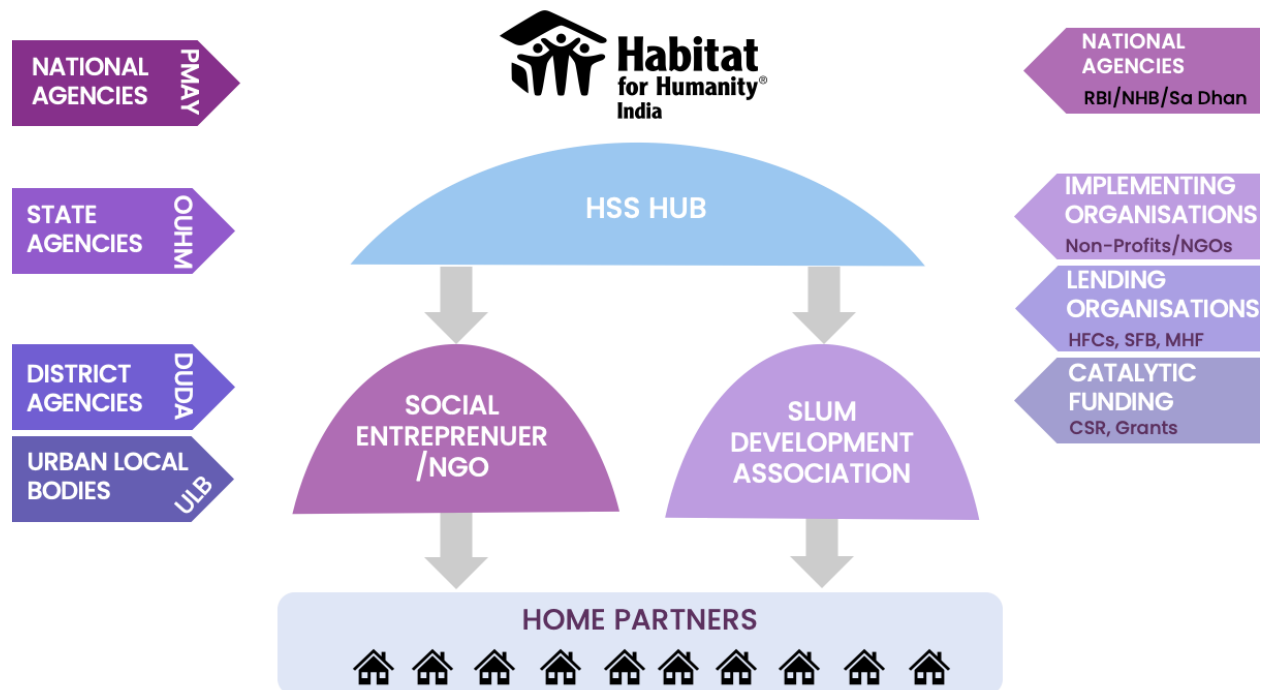 Habitat
for Humanity®
India
NATIONAL
AGENCIES
PMAY
STATE
AGENCIES
OUHM
DISTRICT
AGENCIES
DUDA
URBAN LOCAL
BODIES
ULB
HSS HUB
SOCIAL
ENTREPRENUER
/NGO
SLUM
DEVELOPMENT
ASSOCIATION
HOME PARTNERS
NATIONAL
AGENCIES
RBI/NHB/Sa Dhan
IMPLEMENTING
ORGANISATIONS
Non-Profits/NGOs
LENDING
ORGANISATIONS
HFCs, SFB, MHF
CATALYTIC
FUNDING
CSR, Grants